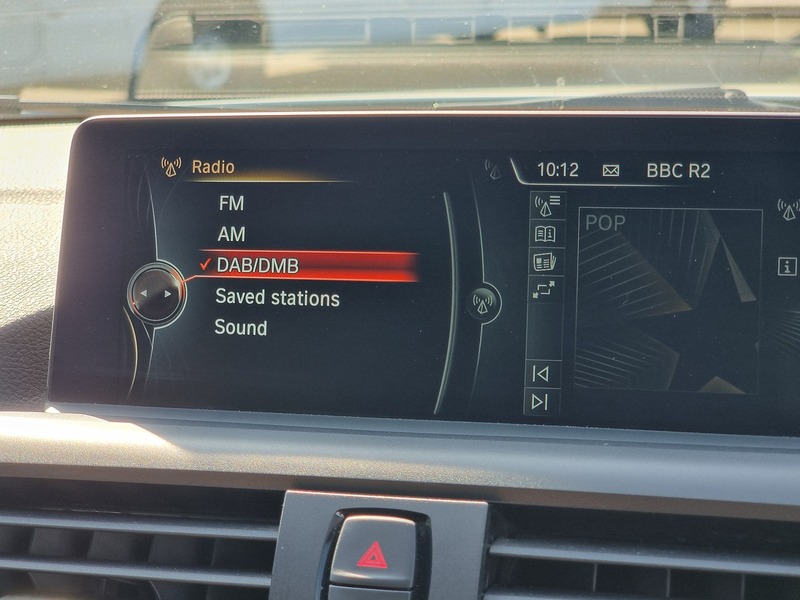 Radio
FM
AM
DAB/DMB
Saved stations
Sound
10:12 BBC R2
POP